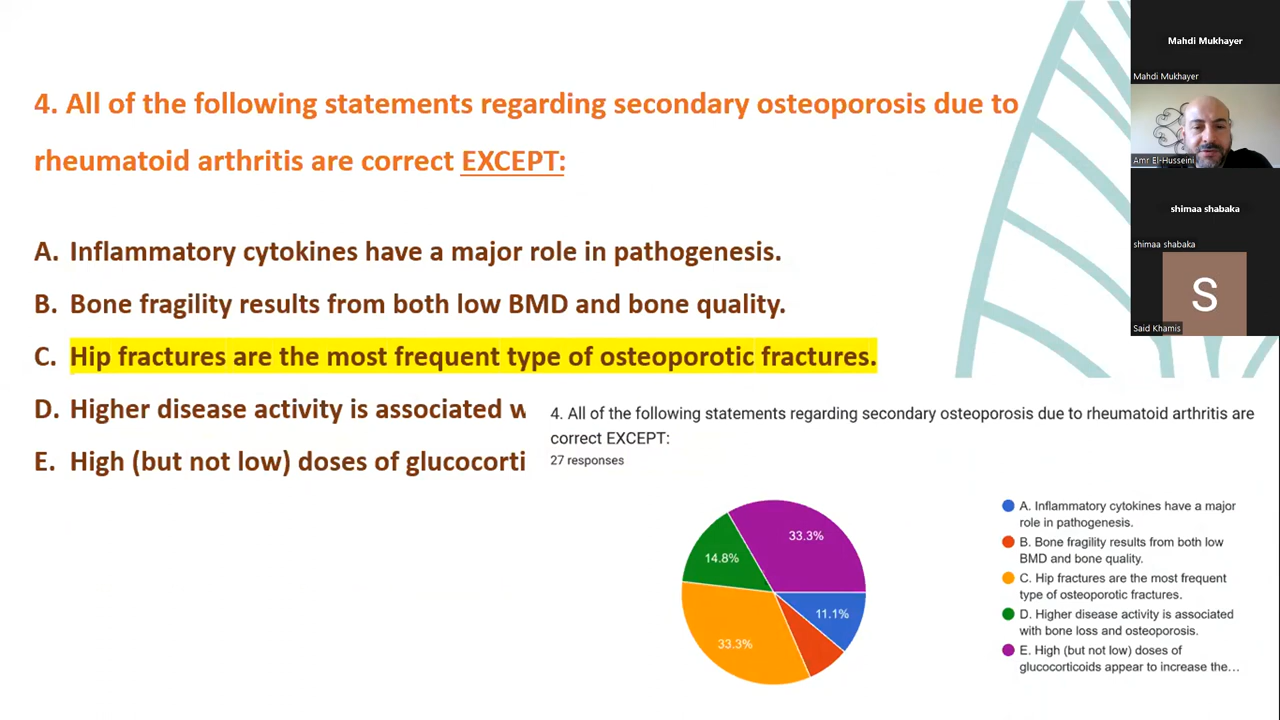 4. All of the following statements regarding secondary osteoporosis due to
rheumatoid arthritis are correct EXCEPT:
A. Inflammatory cytokines have a major role in pathogenesis.
B. Bone fragility results from both low BMD and bone quality.
C. Hip fractures are the most frequent type of osteoporotic fractures.
D. Higher disease activity is associated w
E. High (but not low) doses of glucocorti
4. All of the following statements regarding secondary osteoporosis due to rheumatoid arthritis are
correct EXCEPT:
27 responses
33.3%
14.8%
11.1%
33.3%
A. Inflammatory cytokines have a major
role in pathogenesis.
B. Bone fragility results from both low
BMD and bone quality.
C. Hip fractures are the most frequent
type of osteoporotic fractures.
D. Higher disease activity is associated
with bone loss and osteoporosis.
E. High (but not low) doses of
glucocorticoids appear to increase the…
Mahdi Mukhayer
Mahdi Mukhayer
Amr El-Husseini
shimaa shabaka
shimaa shabaka
S
Said Khamis